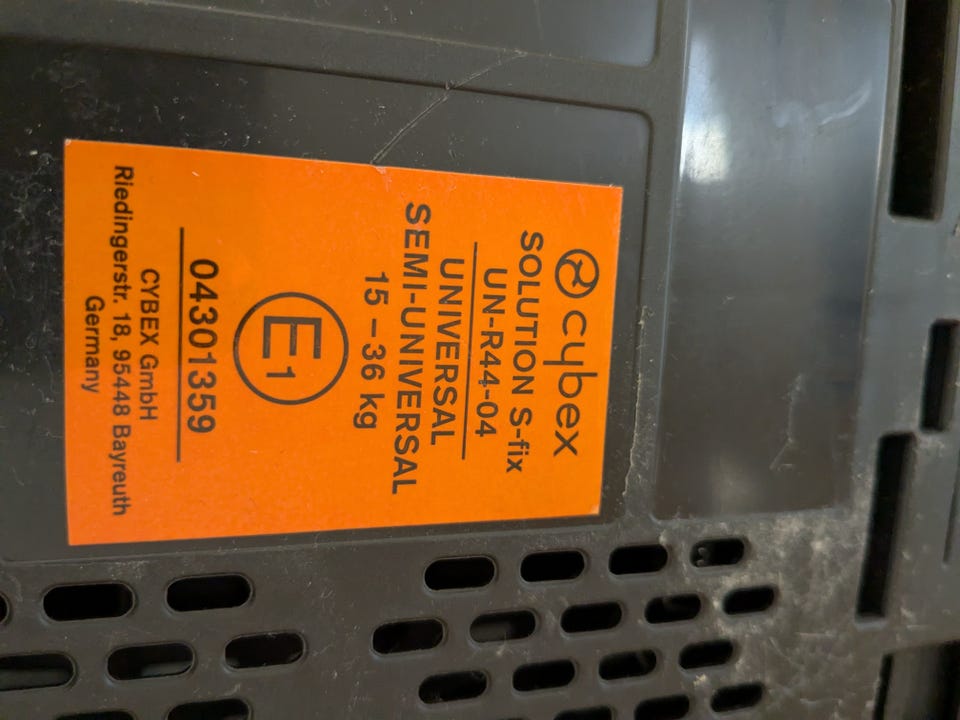 cybex
SOLUTION S-fix
UN-R44-04
UNIVERSAL
SEMI-UNIVERSAL
15 – 36 kg
E1
04301359
CYBEX GmbH
Riedingerstr. 18, 95448 Bayreuth
Germany